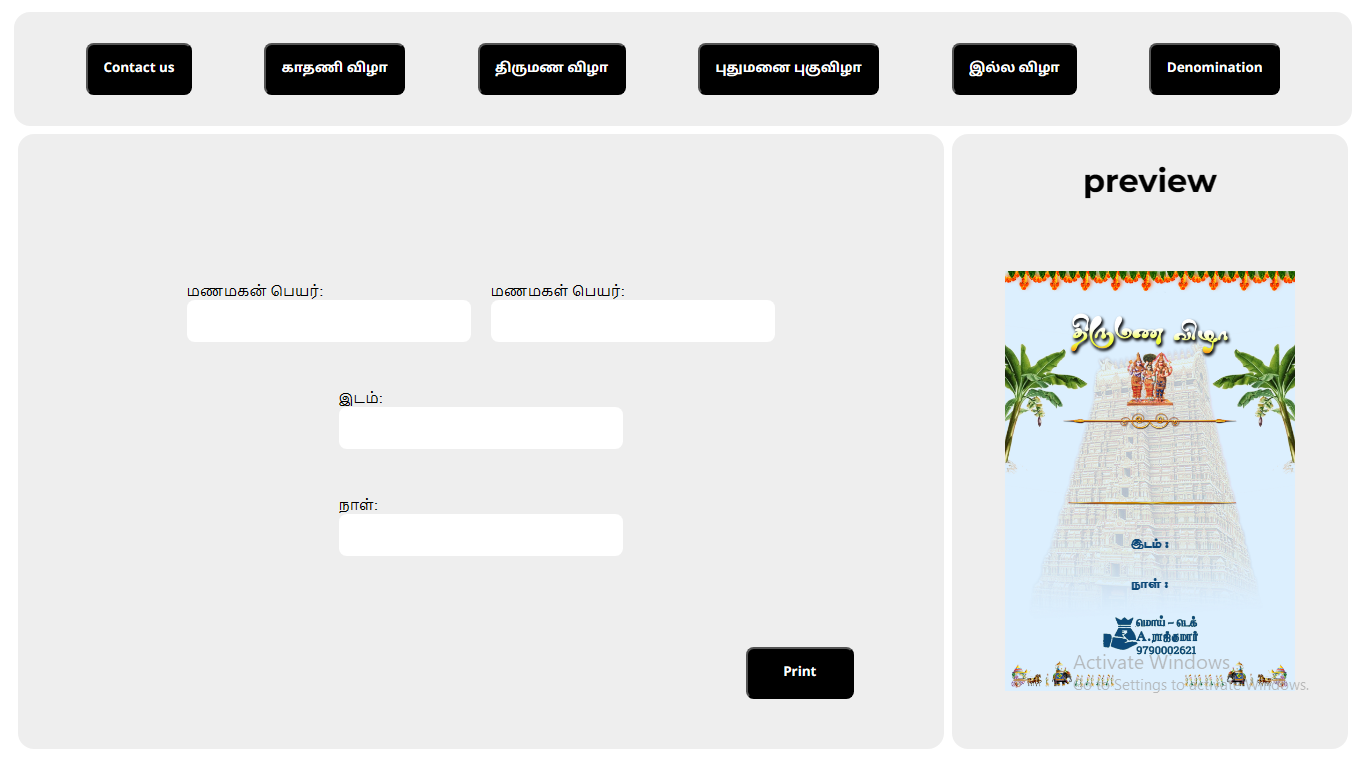 Contact us
காதணி விழா
திருமண விழா
புதுமனை புகுவிழா
இல்ல விழா
Denomination
மணமகன் பெயர்:
மணமகள் பெயர்:
இடம்:
நாள்:
Print
preview
திருமண விழா
இடம் :
நாள் :
மொய் – டெக்
A.ராஜ்குமார்
9790002621
Activate Windows
Go to Settings to activate Windows.